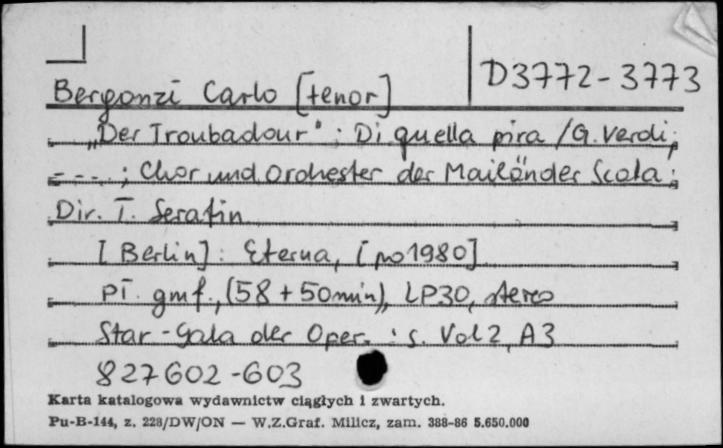 Bergonzi Carlo [tenor]
D3772-3773
„Der Troubadour" : Di quella pira /G. Verdi;
- - - . ; Chor und Orchester der Mailänder Scala ;
Dir. T. Serafin
[Berlin] : Eterna, [po 1980]
pł. gmf., (58 + 50 min), LP30, stereo
Star-Gala der Oper. : s. Vol 2, A3
827602-603
Karta katalogowa wydawnictw ciągłych i zwartych.
Pu-B-144, z. 228/DW/ON — W.Z.Graf. Milicz, zam. 388-86 5.650.000